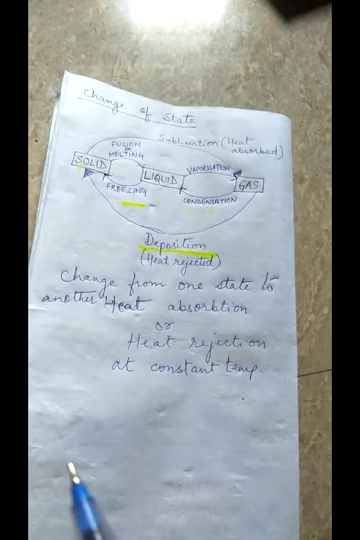 Change of State
Sublimation (Heat
absorbed)
FUSION
or
MELTING
VAPORISATION
SOLID
LIQUID
GAS
FREEZING
CONDENSATION
Deposition
(Heat rejected)
Change from one state to
another Heat absorbtion
or
Heat rejection
at constant temp